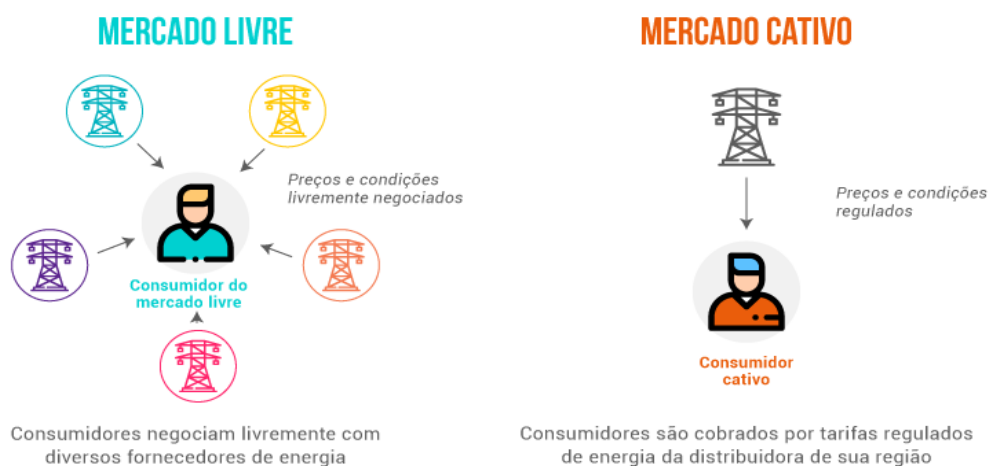 MERCADO LIVRE
Preços e condições
livremente negociados
Consumidor do
mercado livre
Consumidores negociam livremente com
diversos fornecedores de energia
MERCADO CATIVO
Preços e condições
regulados
Consumidor
cativo
Consumidores são cobrados por tarifas regulados
de energia da distribuidora de sua região